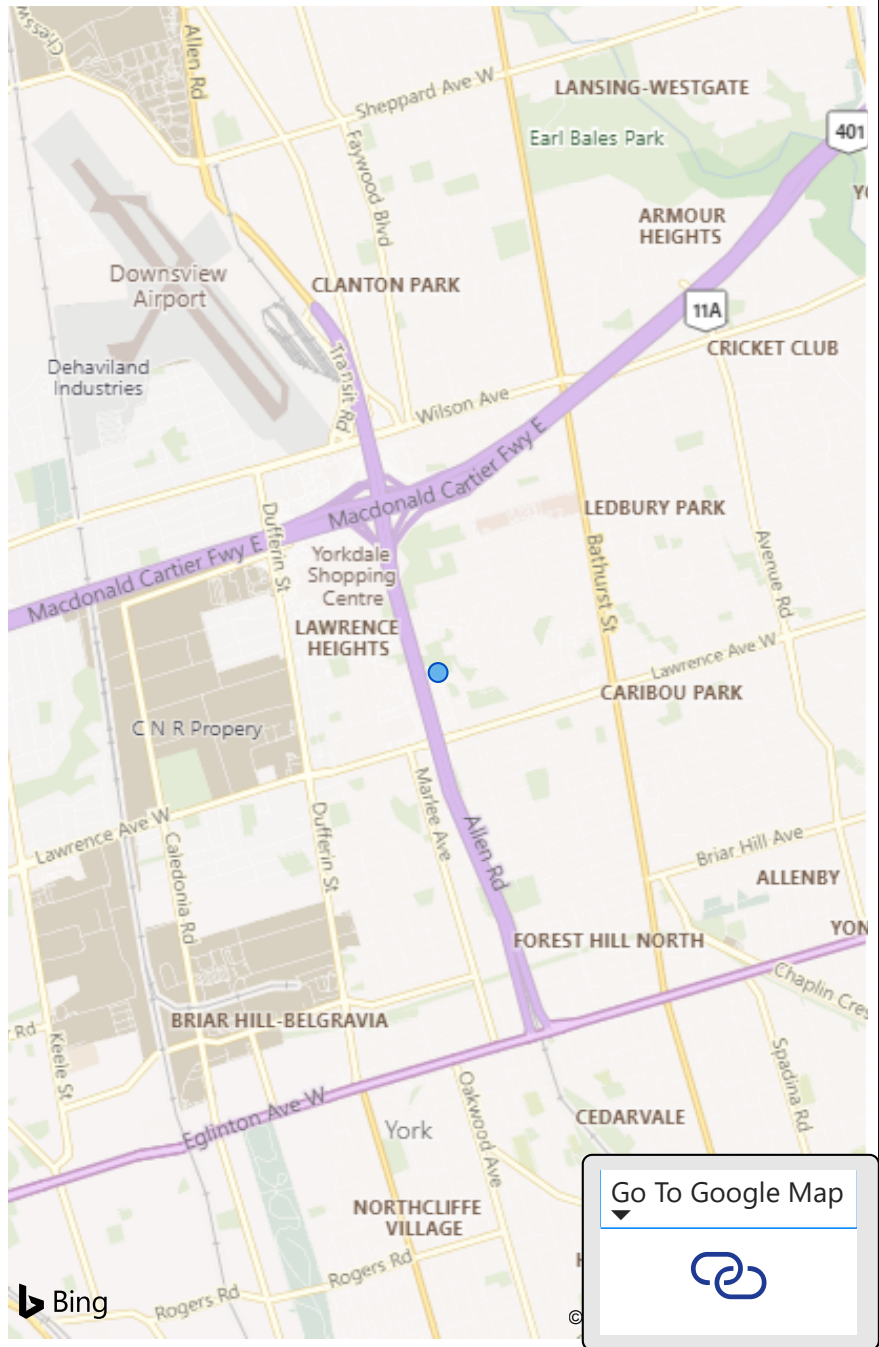 Chessw
Allen Rd
Sheppard Ave W
LANSING-WESTGATE
401
Earl Bales Park
Faywood Blvd
ARMOUR
HEIGHTS
Downsview
Airport
CLANTON PARK
11A
CRICKET CLUB
Dehaviland
Industries
Transit Rd
Wilson Ave
Macdonald Cartier Fwy E
LEDBURY PARK
Dufferin St
Macdonald Cartier Fwy E
Yorkdale
Shopping
Centre
Bathurst St
Avenue Rd
LAWRENCE
HEIGHTS
Lawrence Ave W
CARIBOU PARK
C N R Propery
Marlee Ave
Lawrence Ave W
Caledonia Rd
Dufferin St
Allen Rd
Briar Hill Ave
ALLENBY
YON
FOREST HILL NORTH
Chaplin Cres
BRIAR HILL-BELGRAVIA
Rd
Keele St
Spadina Rd
Eglinton Ave W
Oakwood Ave
York
CEDARVALE
NORTHCLIFFE
VILLAGE
Go To Google Map
Rogers Rd
Rogers Rd
Bing
©